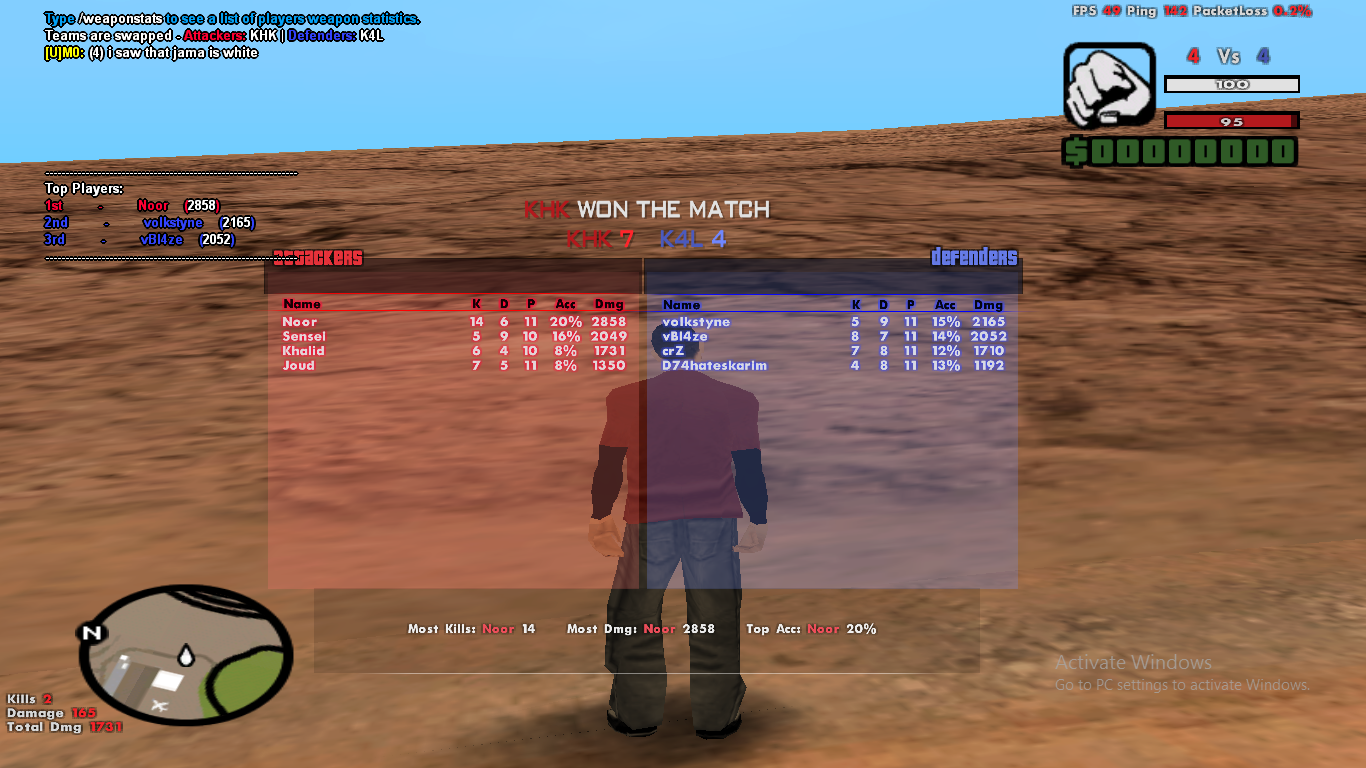 Type /weaponstats to see a list of players weapon statistics.
Teams are swapped - Attackers: KHK | Defenders: K4L
[U]M0: (4) i saw that jama is white
FPS 49 Ping 142 PacketLoss 0.2%
4 Vs 4
100
95
$00000000
Top Players:
1st - Noor (2858)
2nd - volkstyne (2165)
3rd - vBl4ze (2052)
KHK WON THE MATCH
KHK 7 K4L 4
attackers
defenders
Name K D P Acc Dmg
Noor 14 6 11 20% 2858
Sensel 5 9 10 16% 2049
Khalid 6 4 10 8% 1731
Joud 7 5 11 8% 1350
Name K D P Acc Dmg
volkstyne 5 9 11 15% 2165
vBl4ze 8 7 11 14% 2052
crZ 7 8 11 12% 1710
D74hateskarIm 4 8 11 13% 1192
Most Kills: Noor 14 Most Dmg: Noor 2858 Top Acc: Noor 20%
N
Kills 2
Damage 165
Total Dmg 1731
Activate Windows
Go to PC settings to activate Windows.